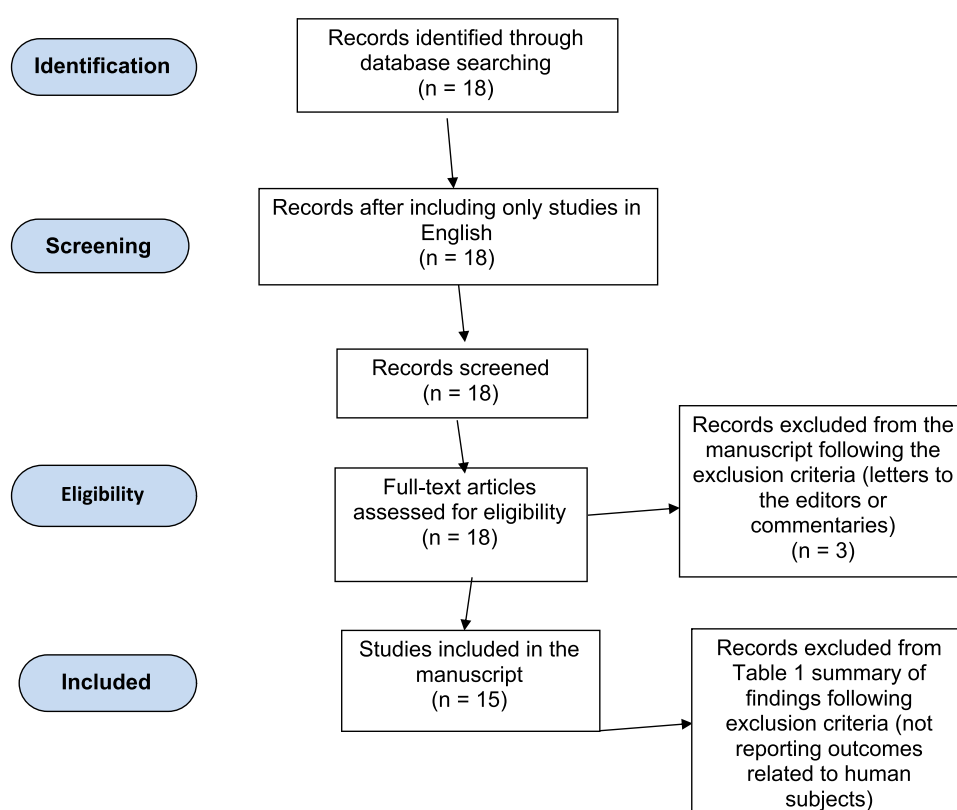 Identification
Records identified through
database searching
(n = 18)
Screening
Records after including only studies in
English
(n = 18)
Records screened
(n = 18)
Eligibility
Full-text articles
assessed for eligibility
(n = 18)
Records excluded from the
manuscript following the
exclusion criteria (letters to
the editors or
commentaries)
(n = 3)
Included
Studies included in the
manuscript
(n = 15)
Records excluded from
Table 1 summary of
findings following
exclusion criteria (not
reporting outcomes
related to human
subjects)